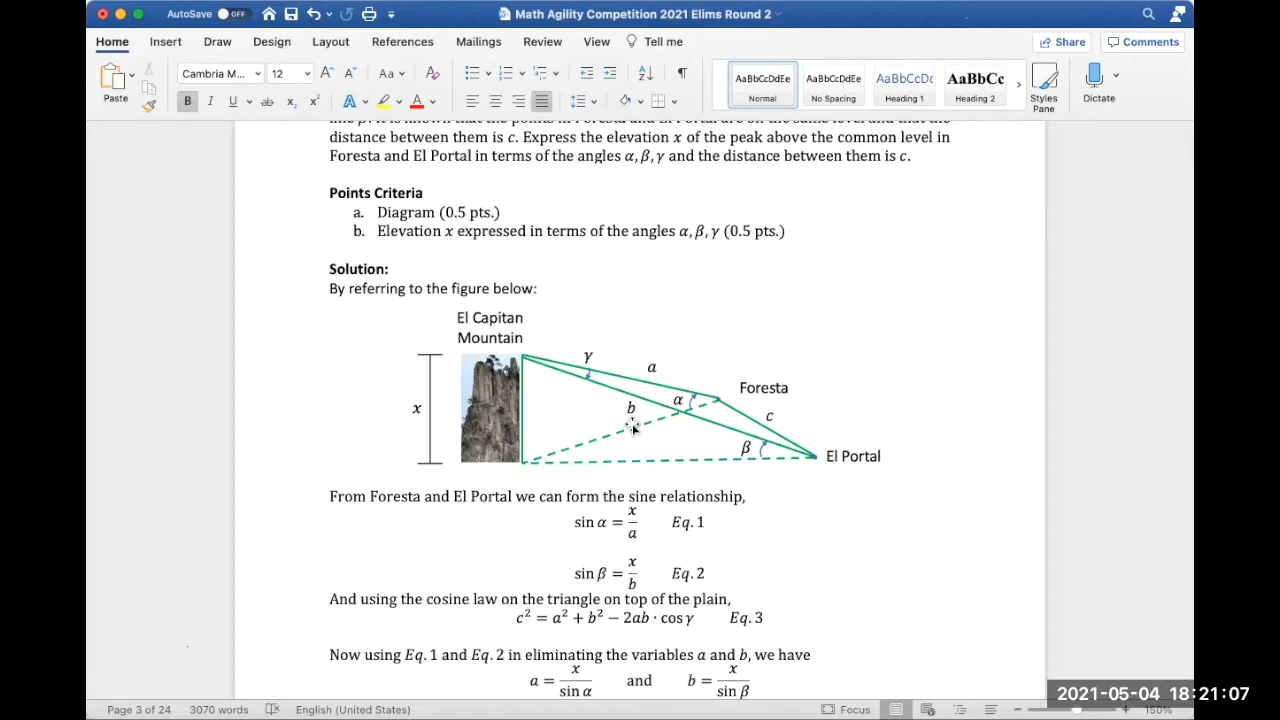 AutoSave OFF Math Agility Competition 2021 Elims Round 2
Home Insert Draw Design Layout References Mailings Review View Tell me Share Comments
Paste Cambria M... 12 Aa AaBbCcDdEe Normal AaBbCcDdEe No Spacing AaBbCcDc Heading 1 AaBbCc Heading 2 Styles Pane Dictate
distance between them is c. Express the elevation x of the peak above the common level in
Foresta and El Portal in terms of the angles α, β, γ and the distance between them is c.
Points Criteria
a. Diagram (0.5 pts.)
b. Elevation x expressed in terms of the angles α, β, γ (0.5 pts.)
Solution:
By referring to the figure below:
El Capitan
Mountain
γ
a
Foresta
x
b
α
c
β
El Portal
From Foresta and El Portal we can form the sine relationship,
sin α = x/a Eq. 1
sin β = x/b Eq. 2
And using the cosine law on the triangle on top of the plain,
c² = a² + b² − 2ab · cos γ Eq. 3
Now using Eq. 1 and Eq. 2 in eliminating the variables a and b, we have
a = x/sin α and b = x/sin β
2021-05-04 18:21:07
Page 3 of 24 3070 words English (United States) Focus 150%